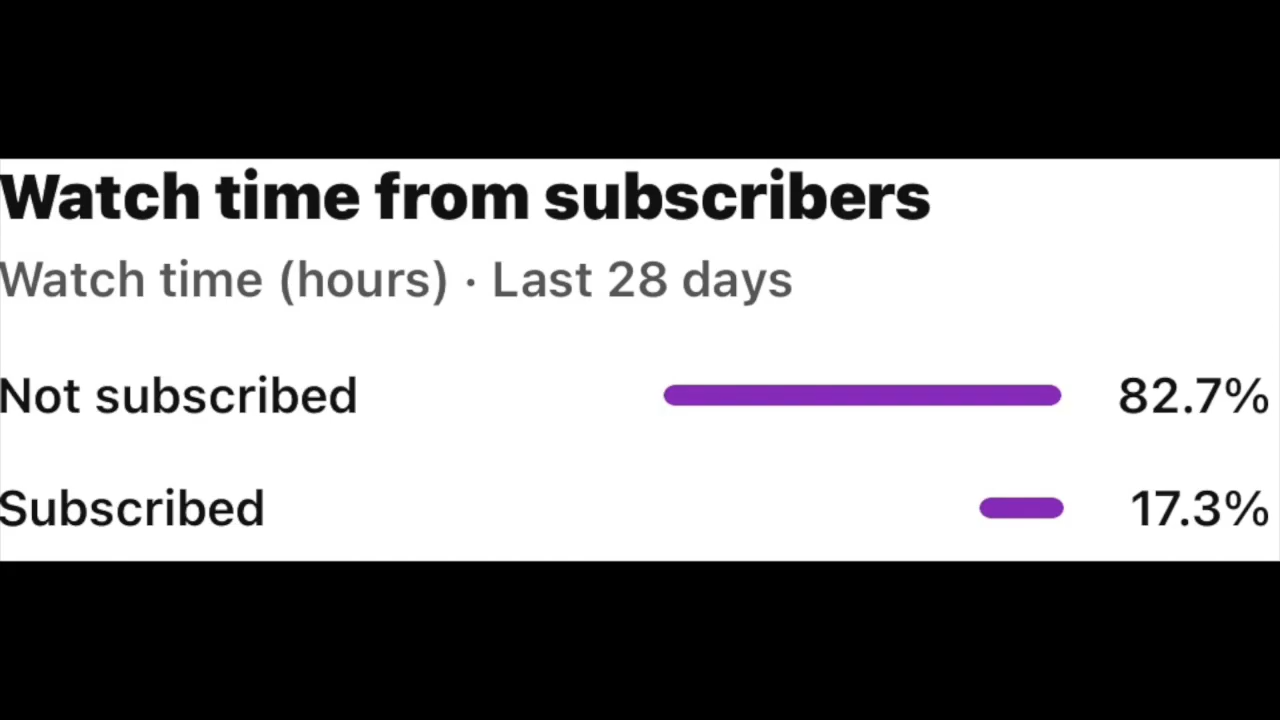 Watch time from subscribers
Watch time (hours) · Last 28 days
Not subscribed 82.7%
Subscribed 17.3%